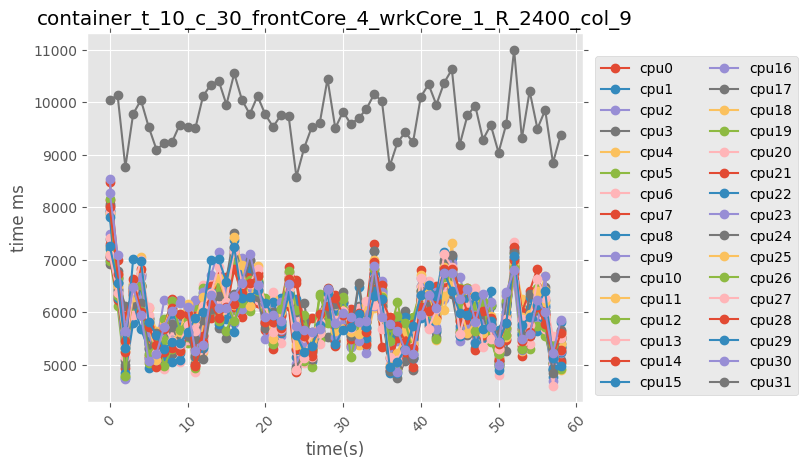 container_t_10_c_30_frontCore_4_wrkCore_1_R_2400_col_9
time ms
11000
10000
9000
8000
7000
6000
5000
0
10
20
30
40
50
60
time(s)
cpu0
cpu1
cpu2
cpu3
cpu4
cpu5
cpu6
cpu7
cpu8
cpu9
cpu10
cpu11
cpu12
cpu13
cpu14
cpu15
cpu16
cpu17
cpu18
cpu19
cpu20
cpu21
cpu22
cpu23
cpu24
cpu25
cpu26
cpu27
cpu28
cpu29
cpu30
cpu31